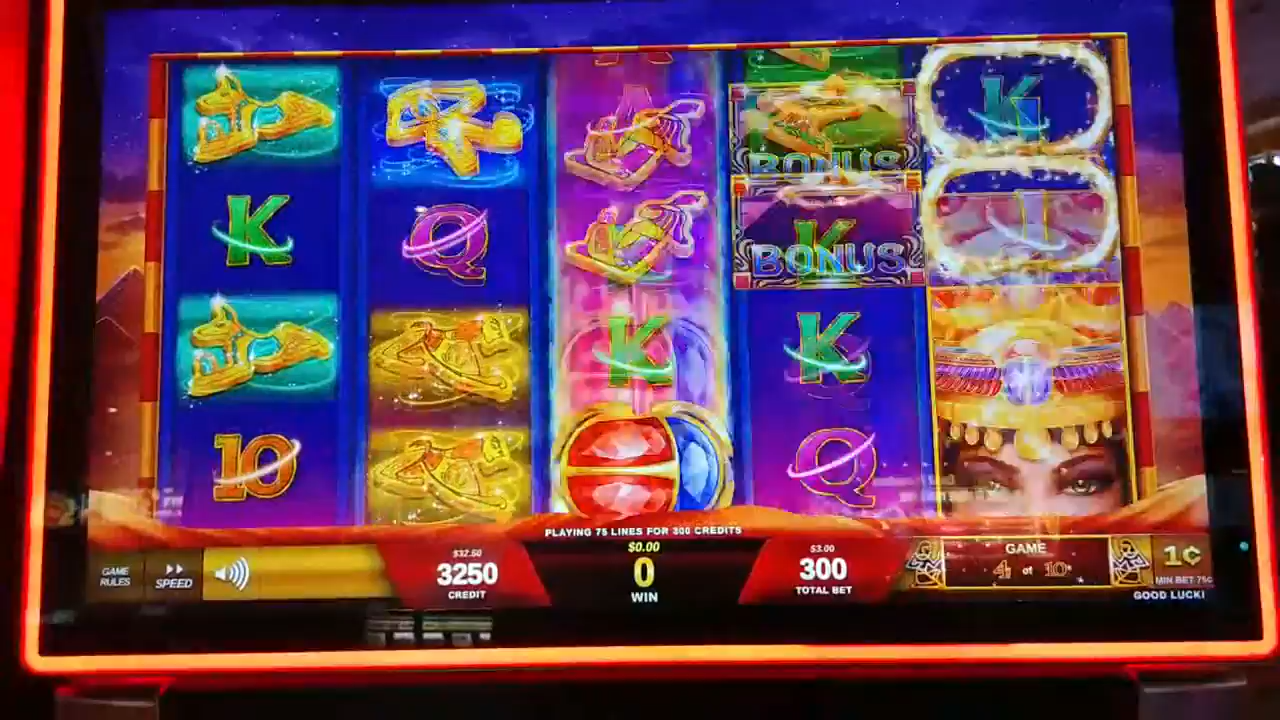 K
BONUS
K
Q
K
BONUS
K
K
10
Q
PLAYING 75 LINES FOR 300 CREDITS
GAME RULES
SPEED
$32.50
3250
CREDIT
$0.00
0
WIN
$3.00
300
TOTAL BET
GAME
4 of 10
1¢
MIN BET 75¢
GOOD LUCK!